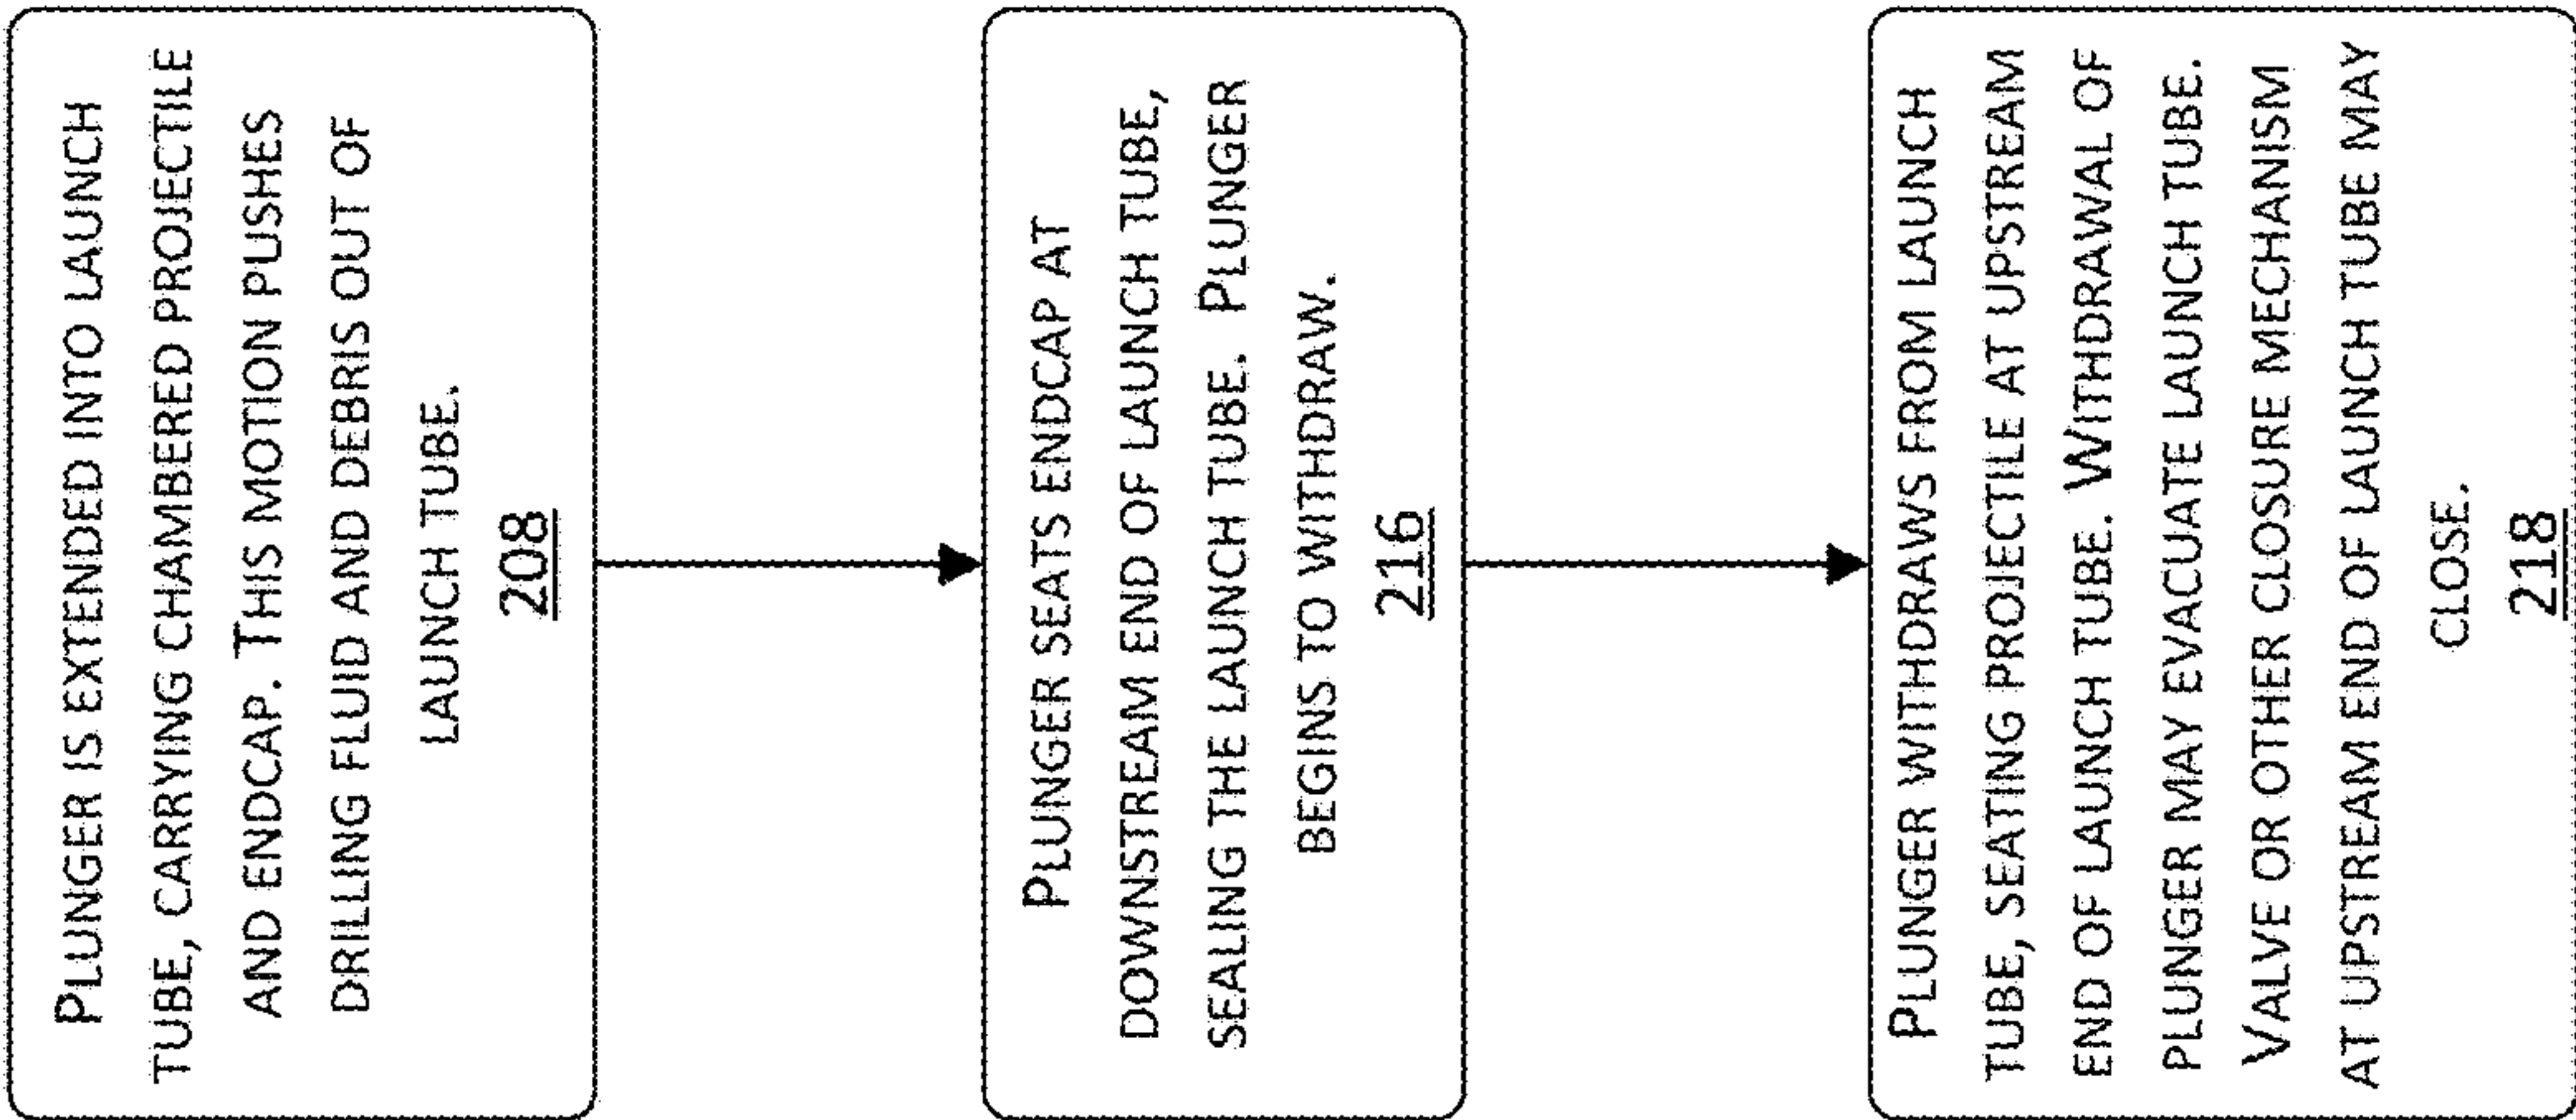 PLUNGER IS EXTENDED INTO LAUNCH
TUBE, CARRYING CHAMBERED PROJECTILE
AND ENDCAP. THIS MOTION PUSHES
DRILLING FLUID AND DEBRIS OUT OF
LAUNCH TUBE.
208
PLUNGER SEATS ENDCAP AT
DOWNSTREAM END OF LAUNCH TUBE,
SEALING THE LAUNCH TUBE. PLUNGER
BEGINS TO WITHDRAW.
216
PLUNGER WITHDRAWS FROM LAUNCH
TUBE, SEATING PROJECTILE AT UPSTREAM
END OF LAUNCH TUBE. WITHDRAWAL OF
PLUNGER MAY EVACUATE LAUNCH TUBE.
VALVE OR OTHER CLOSURE MECHANISM
AT UPSTREAM END OF LAUNCH TUBE MAY
CLOSE.
218